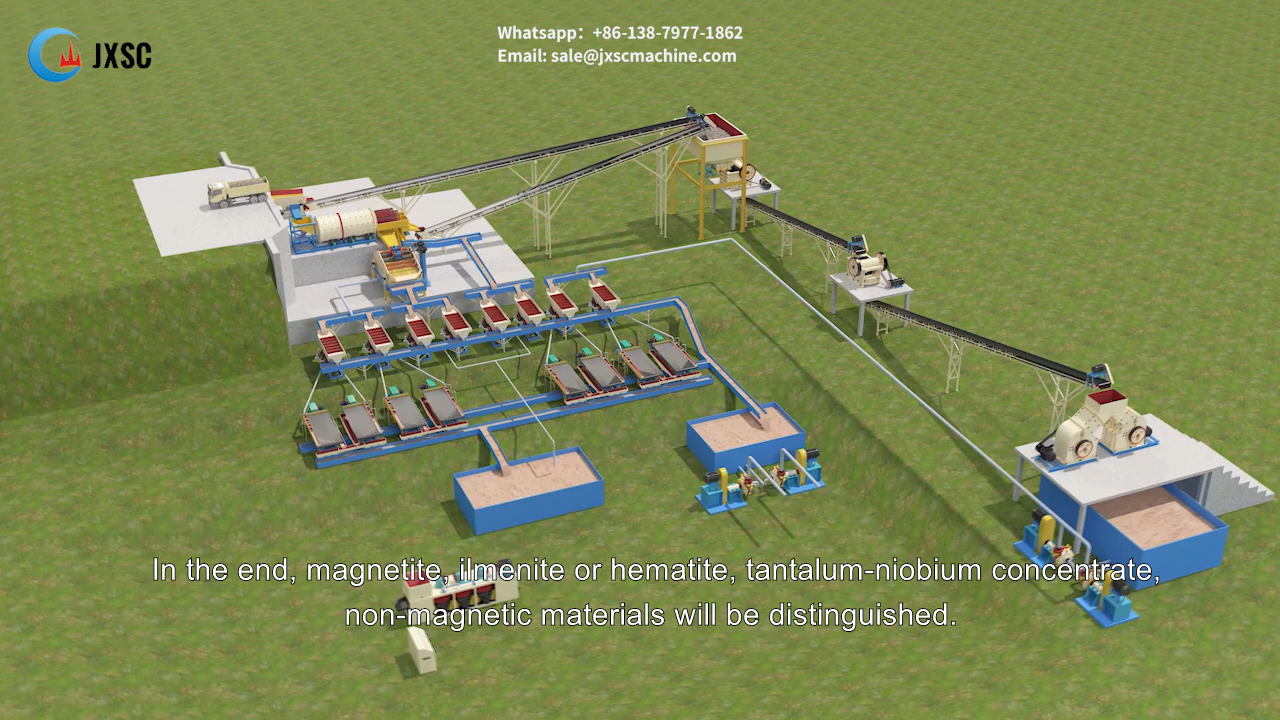 JXSC
Whatsapp：+86-138-7977-1862
Email: sale@jxscmachine.com
In the end, magnetite, ilmenite or hematite, tantalum-niobium concentrate,
non-magnetic materials will be distinguished.